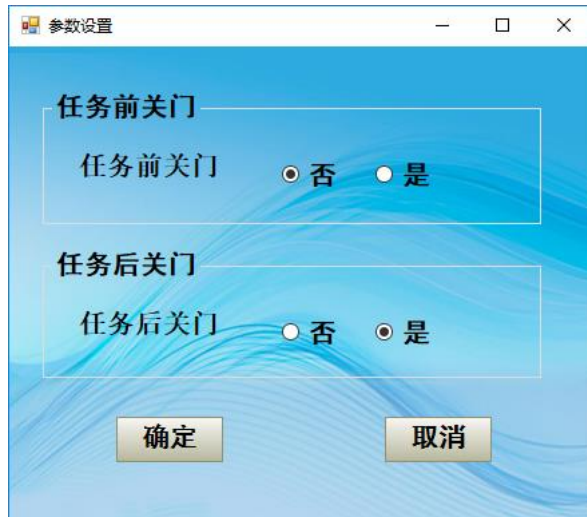 参数设置
任务前关门
任务前关门 否 是
任务后关门
任务后关门 否 是
确定 取消